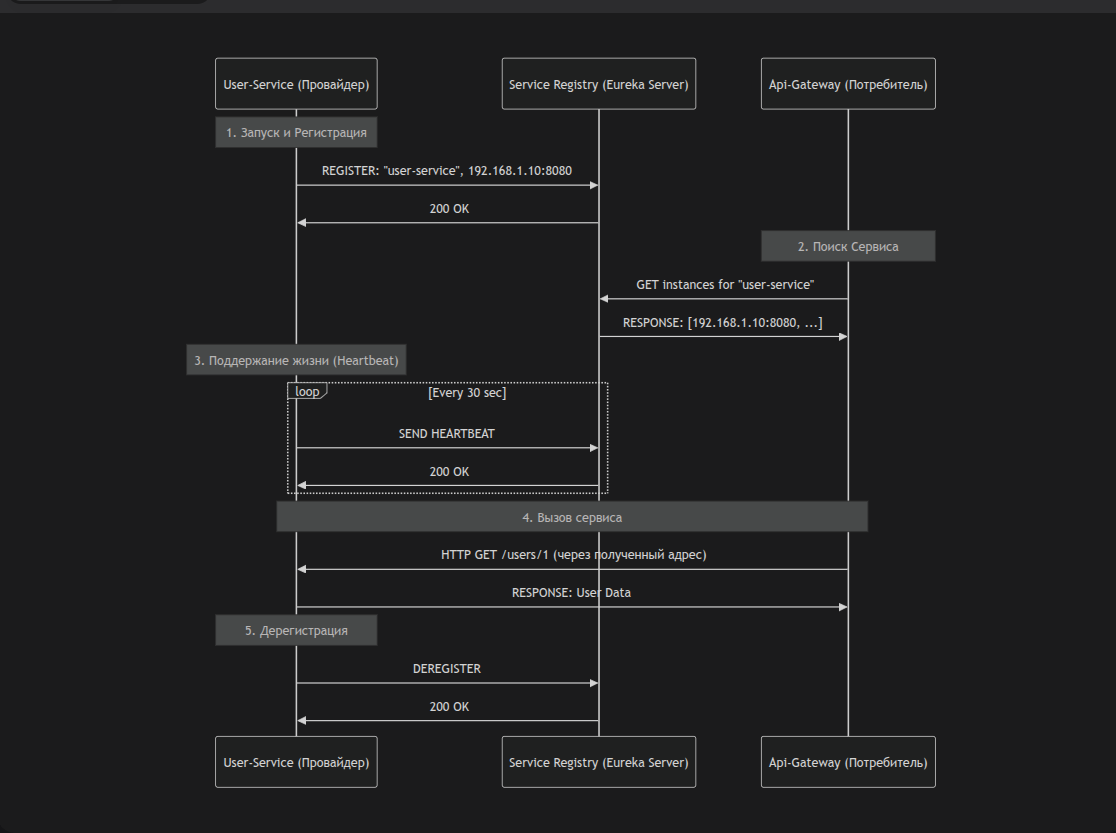 User-Service (Провайдер)
Service Registry (Eureka Server)
Api-Gateway (Потребитель)
1. Запуск и Регистрация
REGISTER: "user-service", 192.168.1.10:8080
200 OK
2. Поиск Сервиса
GET instances for "user-service"
RESPONSE: [192.168.1.10:8080, ...]
3. Поддержание жизни (Heartbeat)
loop
[Every 30 sec]
SEND HEARTBEAT
200 OK
4. Вызов сервиса
HTTP GET /users/1 (через полученный адрес)
RESPONSE: User Data
5. Дерегистрация
DEREGISTER
200 OK
User-Service (Провайдер)
Service Registry (Eureka Server)
Api-Gateway (Потребитель)